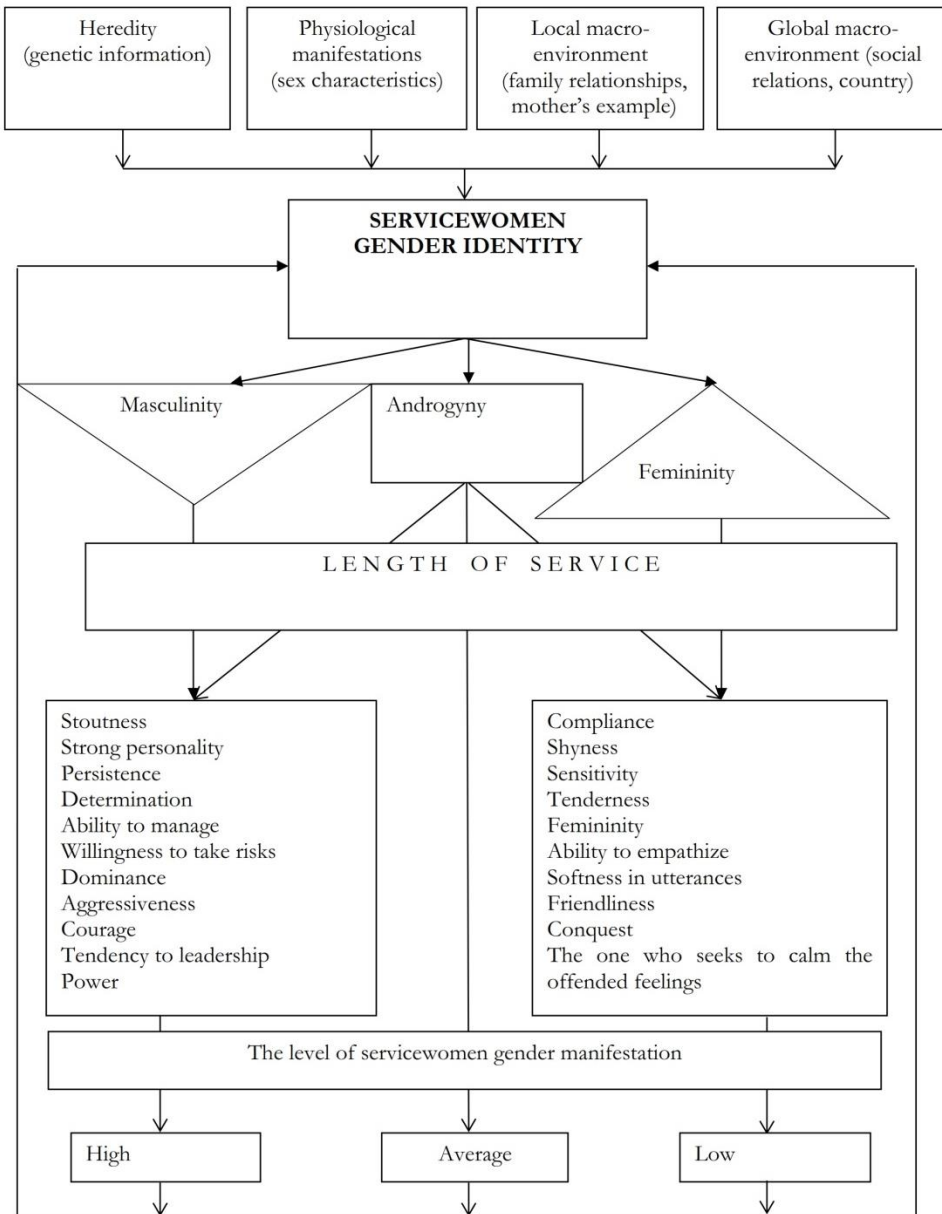 Heredity
(genetic information)
Physiological
manifestations
(sex characteristics)
Local macro-
environment
(family relationships,
mother's example)
Global macro-
environment (social
relations, country)
SERVICEWOMEN
GENDER IDENTITY
Masculinity
Androgyny
Femininity
LENGTH OF SERVICE
Stoutness
Strong personality
Persistence
Determination
Ability to manage
Willingness to take risks
Dominance
Aggressiveness
Courage
Tendency to leadership
Power
Compliance
Shyness
Sensitivity
Tenderness
Femininity
Ability to empathize
Softness in utterances
Friendliness
Conquest
The one who seeks to calm the
offended feelings
The level of servicewomen gender manifestation
High
Average
Low